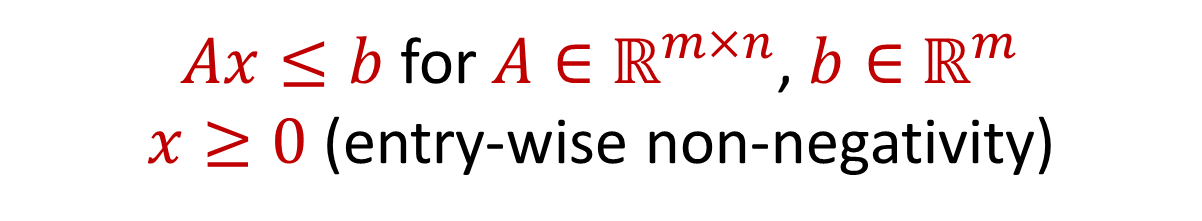 Ax ≤ b for A ∈ ℝ^{m×n}, b ∈ ℝ^m
x ≥ 0 (entry-wise non-negativity)